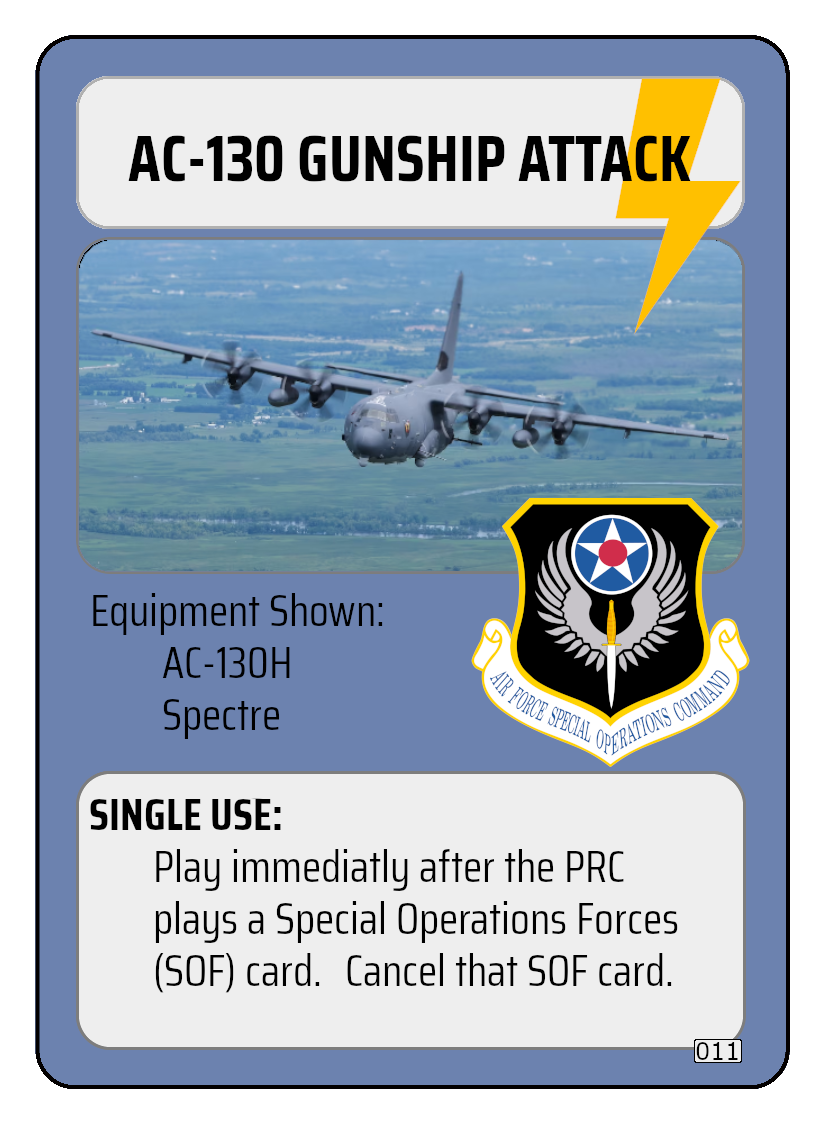 AC-130 GUNSHIP ATTACK
Equipment Shown:
AC-130H
Spectre
AIR FORCE SPECIAL OPERATIONS COMMAND
SINGLE USE:
Play immediatly after the PRC
plays a Special Operations Forces
(SOF) card. Cancel that SOF card.
011